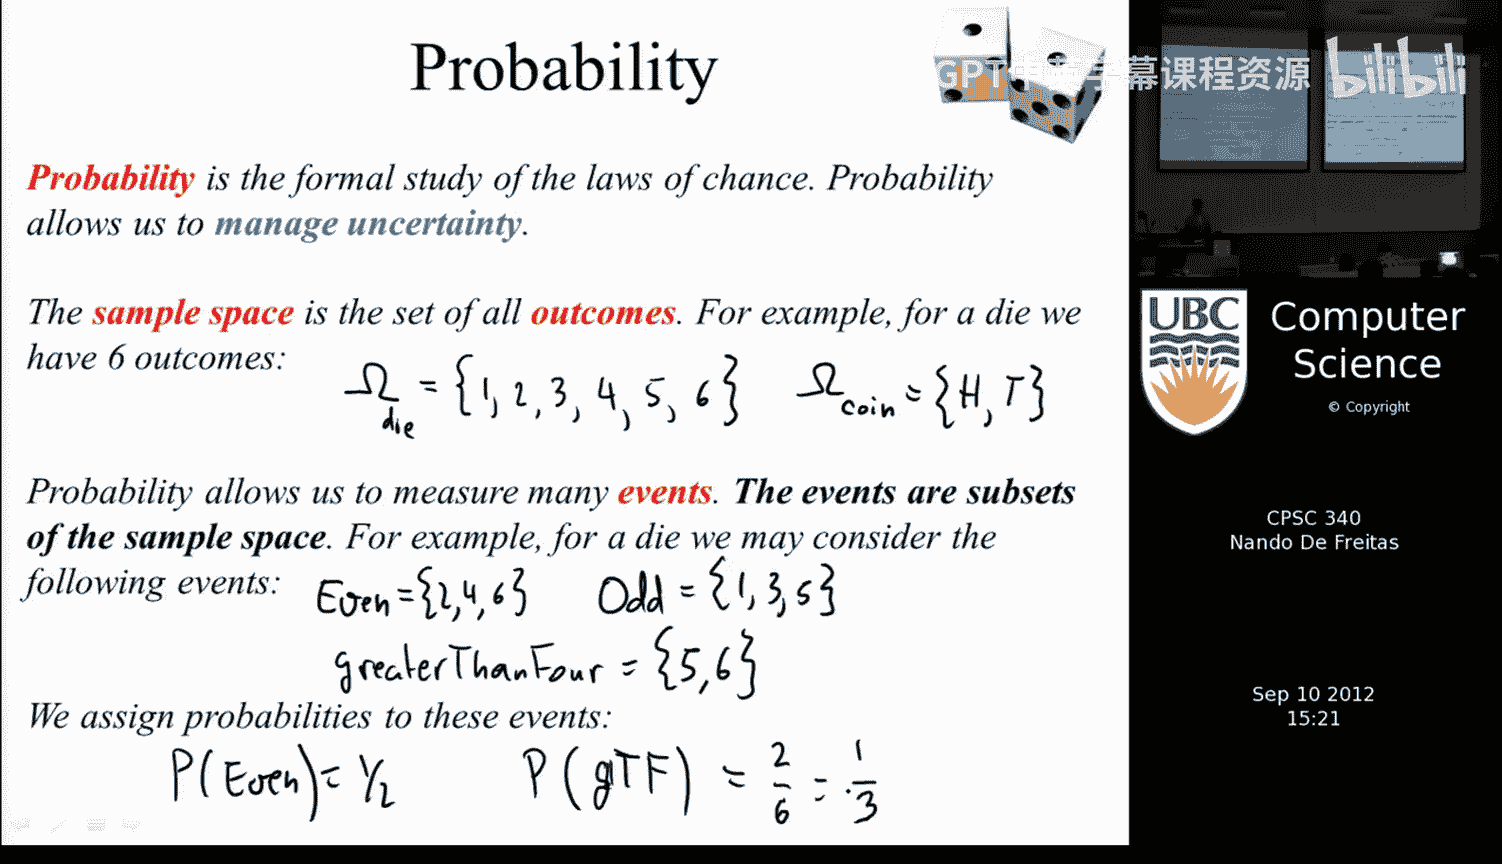 Probability
GPT中英字幕课程资源
bilibili
Probability is the formal study of the laws of chance. Probability
allows us to manage uncertainty.
The sample space is the set of all outcomes. For example, for a die we
have 6 outcomes:
Ω die = {1, 2, 3, 4, 5, 6} Ω coin = {H, T}
Probability allows us to measure many events. The events are subsets
of the sample space. For example, for a die we may consider the
following events: Even = {2,4,6} Odd = {1, 3, 5}
greaterThanFour = {5,6}
We assign probabilities to these events:
P(Even) = 1/2 P(gTF) = 2/6 = 1/3
UBC
Computer
Science
© Copyright
CPSC 340
Nando De Freitas
Sep 10 2012
15:21